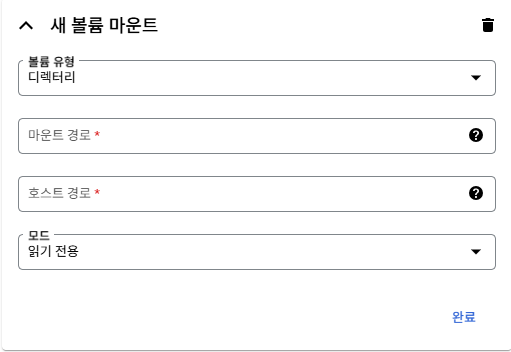 새 볼륨 마운트
볼륨 유형
디렉터리
마운트 경로 *
호스트 경로 *
모드
읽기 전용
완료